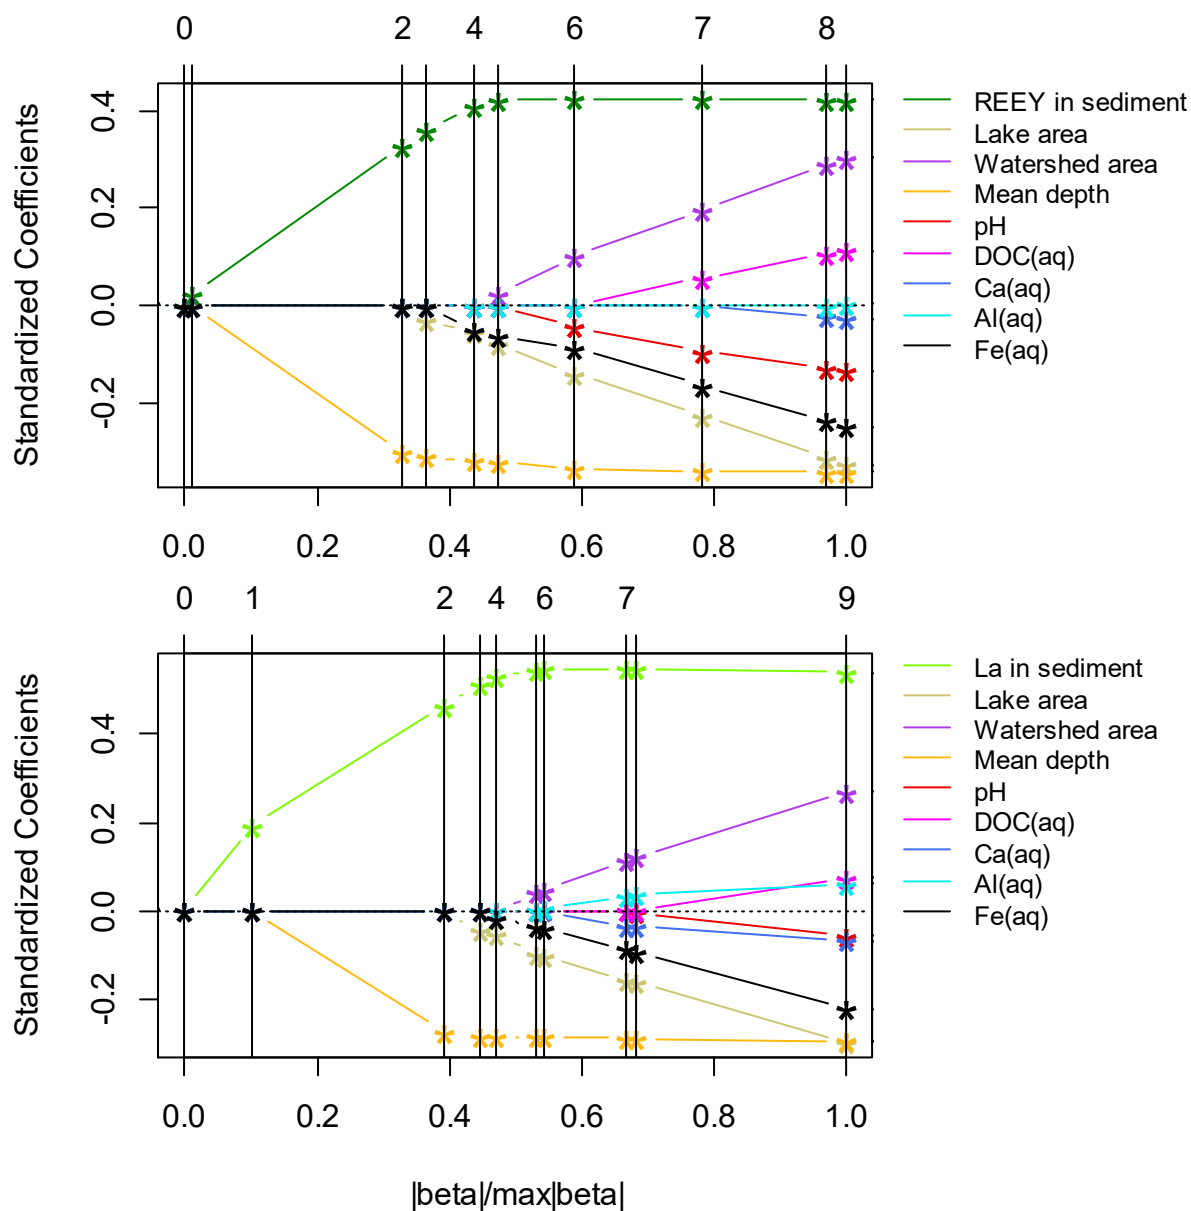 0 2 4 6 7 8
Standardized Coefficients
0.4
0.2
0.0
-0.2
0.0 0.2 0.4 0.6 0.8 1.0
REEY in sediment
Lake area
Watershed area
Mean depth
pH
DOC(aq)
Ca(aq)
Al(aq)
Fe(aq)
0 1 2 4 6 7 9
Standardized Coefficients
0.4
0.2
0.0
-0.2
0.0 0.2 0.4 0.6 0.8 1.0
La in sediment
Lake area
Watershed area
Mean depth
pH
DOC(aq)
Ca(aq)
Al(aq)
Fe(aq)
|beta|/max|beta|